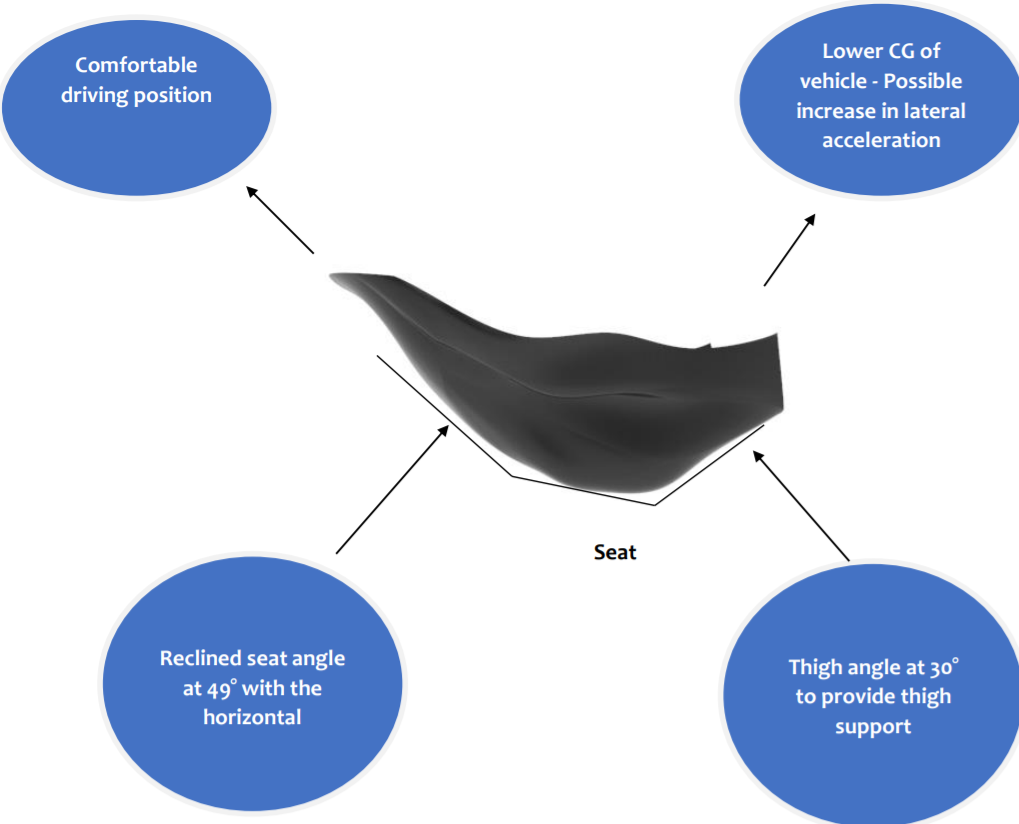 Comfortable
driving position
Lower CG of
vehicle - Possible
increase in lateral
acceleration
Seat
Reclined seat angle
at 49° with the
horizontal
Thigh angle at 30°
to provide thigh
support